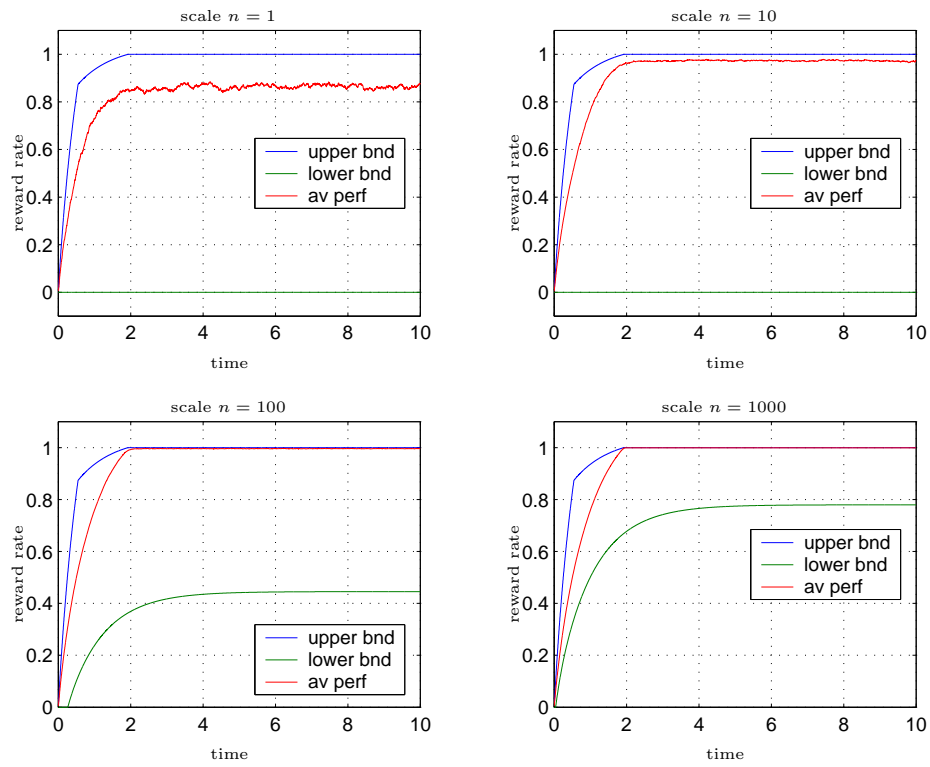 scale n = 1
1
0.8
0.6
0.4
0.2
0
reward rate
upper bnd
lower bnd
av perf
0 2 4 6 8 10
time
scale n = 10
1
0.8
0.6
0.4
0.2
0
reward rate
upper bnd
lower bnd
av perf
0 2 4 6 8 10
time
scale n = 100
1
0.8
0.6
0.4
0.2
0
reward rate
upper bnd
lower bnd
av perf
0 2 4 6 8 10
time
scale n = 1000
1
0.8
0.6
0.4
0.2
0
reward rate
upper bnd
lower bnd
av perf
0 2 4 6 8 10
time